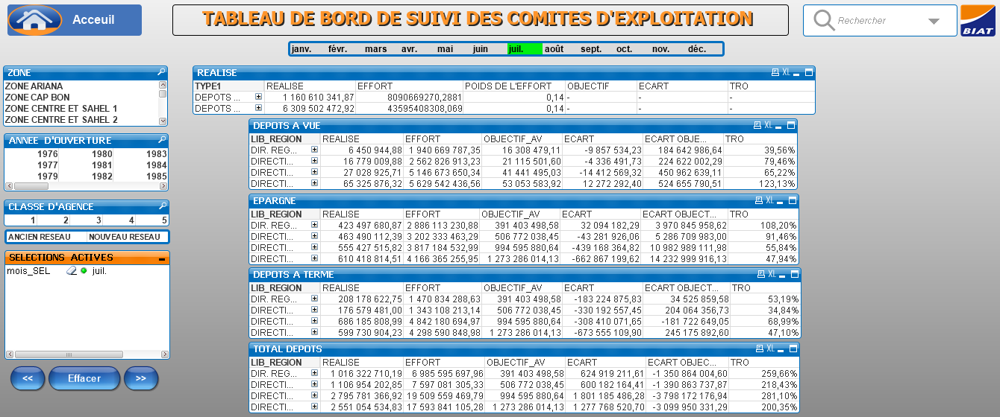 Acceuil
TABLEAU DE BORD DE SUIVI DES COMITES D'EXPLOITATION
Rechercher
BIAT
janv. févr. mars avr. mai juin juil. août sept. oct. nov. déc.
ZONE
ZONE ARIANA
ZONE CAP BON
ZONE CENTRE ET SAHEL 1
ZONE CENTRE ET SAHEL 2
ANNEE D'OUVERTURE
1976 1980 1983
1977 1981 1984
1979 1982 1985
CLASSE D'AGENCE
1 2 3 4 5
ANCIEN RESEAU NOUVEAU RESEAU
SELECTIONS ACTIVES
mois_SEL juil.
<< Effacer >>
REALISE XL
TYPE1 REALISE EFFORT POIDS DE L'EFFORT OBJECTIF ECART TRO
DEPOTS ... 1 160 610 341,87 8090669270,2881 0,14 - - -
DEPOTS ... 6 309 502 472,92 43595408308,069 0,14 - - -
DEPOTS A VUE XL
LIB_REGION REALISE EFFORT OBJECTIF_AV ECART ECART OBJE... TRO
DIR. REG... 6 450 944,88 1 940 669 787,35 16 308 479,11 -9 857 534,23 184 642 986,64 39,56%
DIRECTI... 16 779 009,88 2 562 826 913,23 21 115 501,60 -4 336 491,73 224 622 002,29 79,46%
DIRECTI... 27 028 925,71 5 146 673 650,34 41 441 495,03 -14 412 569,32 450 962 639,11 65,22%
DIRECTI... 65 325 876,32 5 629 542 436,56 53 053 583,92 12 272 292,40 524 655 790,51 123,13%
EPARGNE XL
LIB_REGION REALISE EFFORT OBJECTIF_AV ECART ECART OBJECT... TRO
DIR. REG... 423 497 680,87 2 886 113 230,88 391 403 498,58 32 094 182,29 3 970 845 958,62 108,20%
DIRECTI... 463 490 112,39 3 202 333 463,29 506 772 038,45 -43 281 926,06 5 286 709 983,00 91,46%
DIRECTI... 555 427 515,82 3 817 184 532,99 994 595 880,64 -439 168 364,82 10 982 989 111,98 55,84%
DIRECTI... 610 418 814,51 4 166 365 255,95 1 273 286 014,13 -662 867 199,62 14 232 999 916,13 47,94%
DEPOTS A TERME XL
LIB_REGION REALISE EFFORT OBJECTIF_AV ECART ECART OBJECT... TRO
DIR. REG... 208 178 622,75 1 470 834 288,63 391 403 498,58 -183 224 875,83 34 525 859,58 53,19%
DIRECTI... 176 579 481,00 1 343 108 213,14 506 772 038,45 -330 192 557,45 204 064 356,73 34,84%
DIRECTI... 686 185 808,99 4 842 180 694,97 994 595 880,64 -308 410 071,65 -181 722 649,05 68,99%
DIRECTI... 599 730 904,23 4 298 590 848,98 1 273 286 014,13 -673 555 109,90 245 175 892,60 47,10%
TOTAL DEPOTS XL
LIB_REGION REALISE EFFORT OBJECTIF_AV ECART ECART OBJEC... TRO
DIR. REG... 1 016 322 710,19 6 985 595 697,96 391 403 498,58 624 919 211,61 -1 350 864 004,60 259,66%
DIRECTI... 1 106 954 202,85 7 597 081 305,33 506 772 038,45 600 182 164,41 -1 390 863 737,87 218,43%
DIRECTI... 2 795 781 366,92 19 509 559 469,79 994 595 880,64 1 801 185 486,28 -3 798 172 176,94 281,10%
DIRECTI... 2 551 054 534,83 17 593 841 105,28 1 273 286 014,13 1 277 768 520,70 -3 099 950 331,29 200,35%